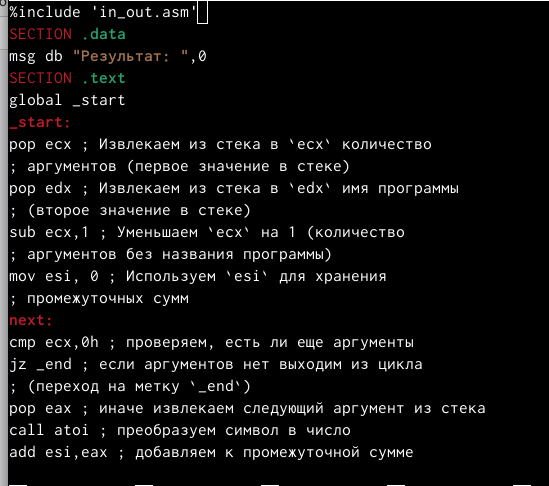 %include 'in_out.asm'
SECTION .data
msg db "Результат: ",0
SECTION .text
global _start
_start:
pop ecx ; Извлекаем из стека в `ecx` количество
; аргументов (первое значение в стеке)
pop edx ; Извлекаем из стека в `edx` имя программы
; (второе значение в стеке)
sub ecx,1 ; Уменьшаем `ecx` на 1 (количество
; аргументов без названия программы)
mov esi, 0 ; Используем `esi` для хранения
; промежуточных сумм
next:
cmp ecx,0h ; проверяем, есть ли еще аргументы
jz _end ; если аргументов нет выходим из цикла
; (переход на метку `_end`)
pop eax ; иначе извлекаем следующий аргумент из стека
call atoi ; преобразуем символ в число
add esi,eax ; добавляем к промежуточной сумме